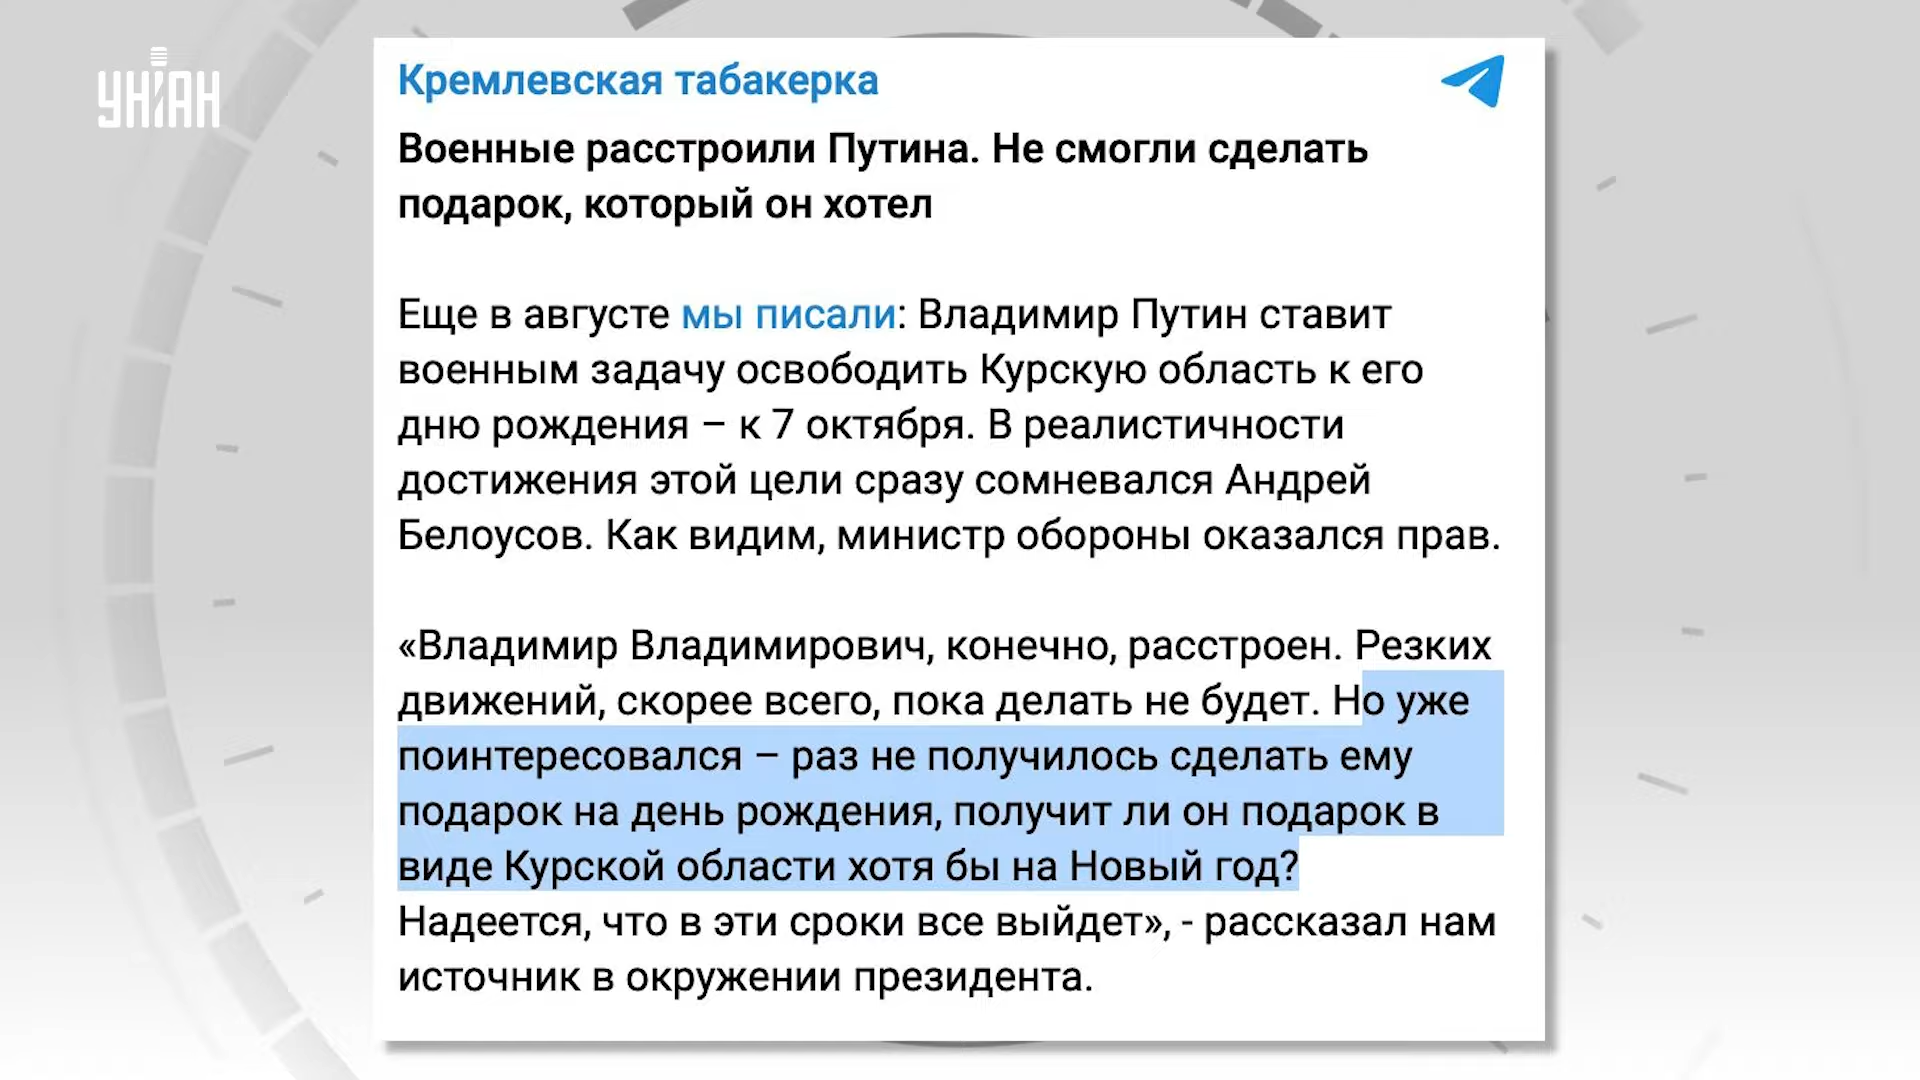 УНІАН
Кремлевская табакерка
Военные расстроили Путина. Не смогли сделать
подарок, который он хотел
Еще в августе мы писали: Владимир Путин ставит
военным задачу освободить Курскую область к его
дню рождения – к 7 октября. В реалистичности
достижения этой цели сразу сомневался Андрей
Белоусов. Как видим, министр обороны оказался прав.
«Владимир Владимирович, конечно, расстроен. Резких
движений, скорее всего, пока делать не будет. Но уже
поинтересовался – раз не получилось сделать ему
подарок на день рождения, получит ли он подарок в
виде Курской области хотя бы на Новый год?
Надеется, что в эти сроки все выйдет», - рассказал нам
источник в окружении президента.